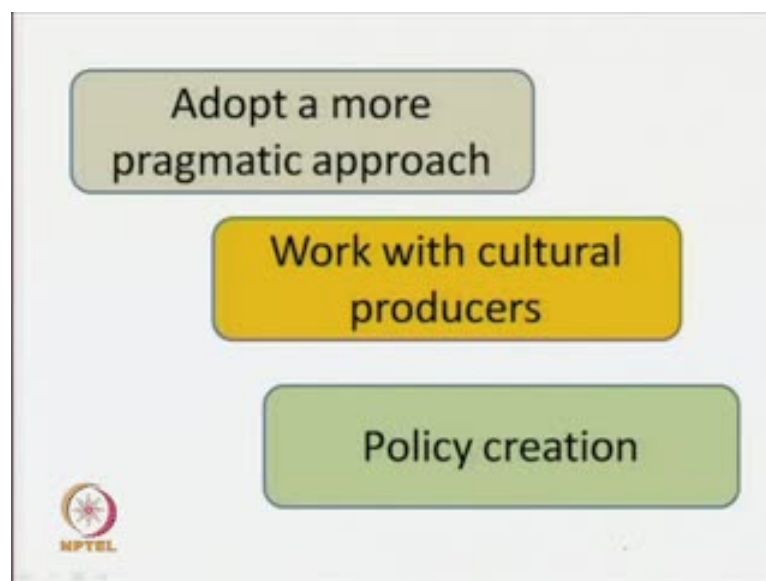 Adopt a more
pragmatic approach
Work with cultural
producers
Policy creation
NPTEL